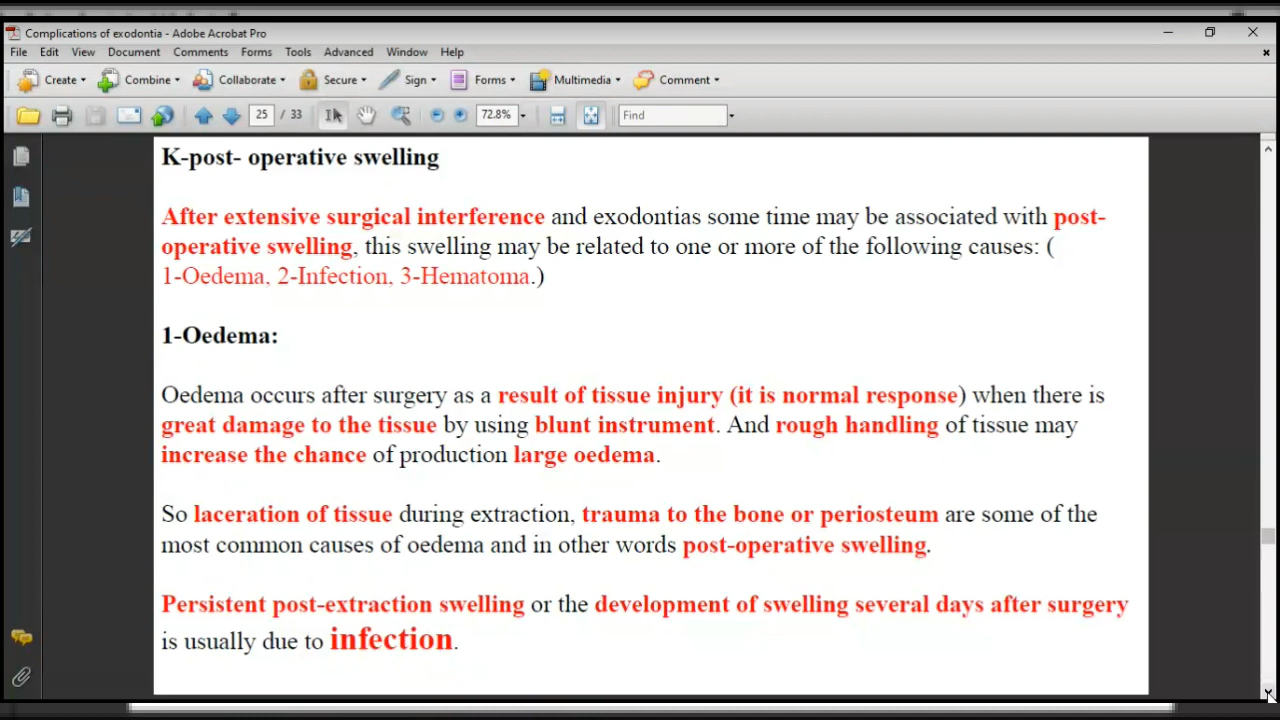 Complications of exodontia - Adobe Acrobat Pro
File Edit View Document Comments Forms Tools Advanced Window Help
Create Combine Collaborate Secure Sign Forms Multimedia Comment
25 / 33 72.8% Find
K-post- operative swelling
After extensive surgical interference and exodontias some time may be associated with post-
operative swelling, this swelling may be related to one or more of the following causes: (
1-Oedema, 2-Infection, 3-Hematoma.)
1-Oedema:
Oedema occurs after surgery as a result of tissue injury (it is normal response) when there is
great damage to the tissue by using blunt instrument. And rough handling of tissue may
increase the chance of production large oedema.
So laceration of tissue during extraction, trauma to the bone or periosteum are some of the
most common causes of oedema and in other words post-operative swelling.
Persistent post-extraction swelling or the development of swelling several days after surgery
is usually due to infection.